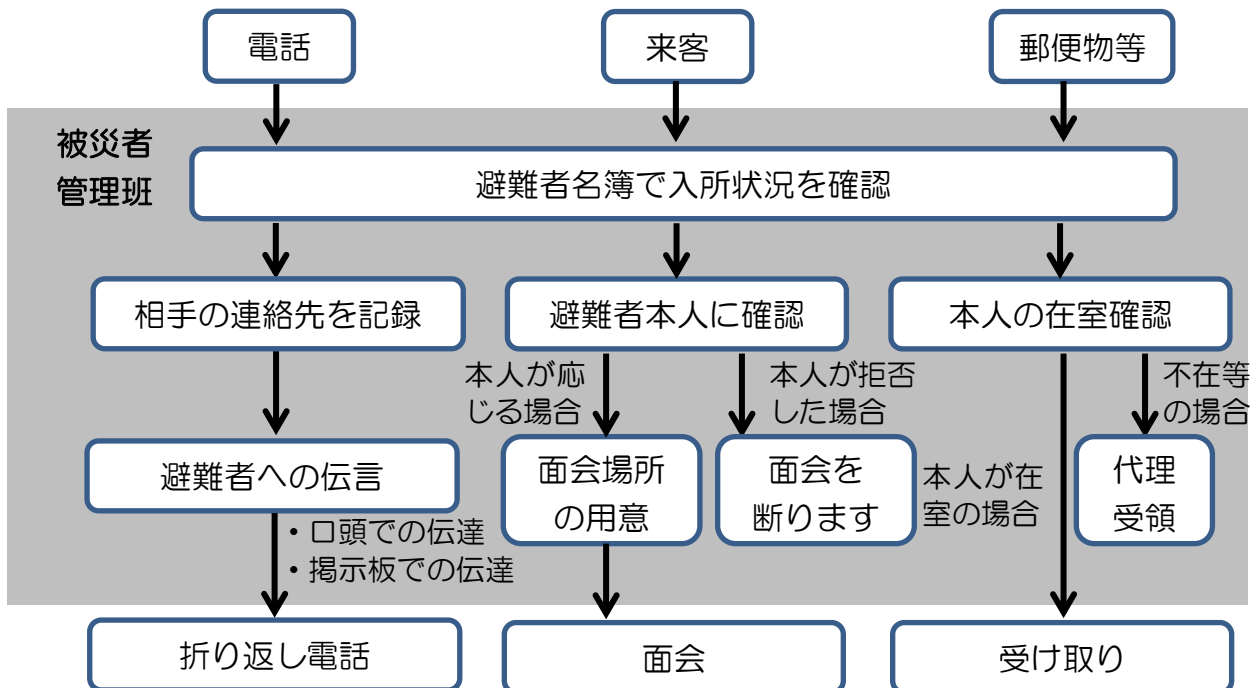 電話
来客
郵便物等
被災者
管理班
避難者名簿で入所状況を確認
相手の連絡先を記録
避難者本人に確認
本人の在室確認
本人が応
じる場合
本人が拒否
した場合
不在等
の場合
避難者への伝言
面会場所
の用意
面会を
断ります
本人が在
室の場合
代理
受領
・口頭での伝達
・掲示板での伝達
折り返し電話
面会
受け取り